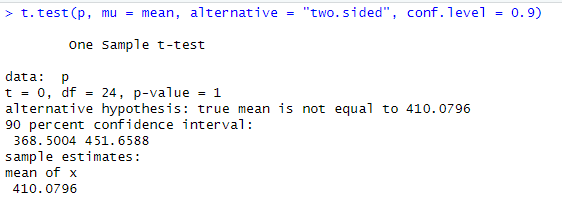 > t.test(p, mu = mean, alternative = "two.sided", conf.level = 0.9)
One Sample t-test
data:  p
t = 0, df = 24, p-value = 1
alternative hypothesis: true mean is not equal to 410.0796
90 percent confidence interval:
368.5004 451.6588
sample estimates:
mean of x
410.0796